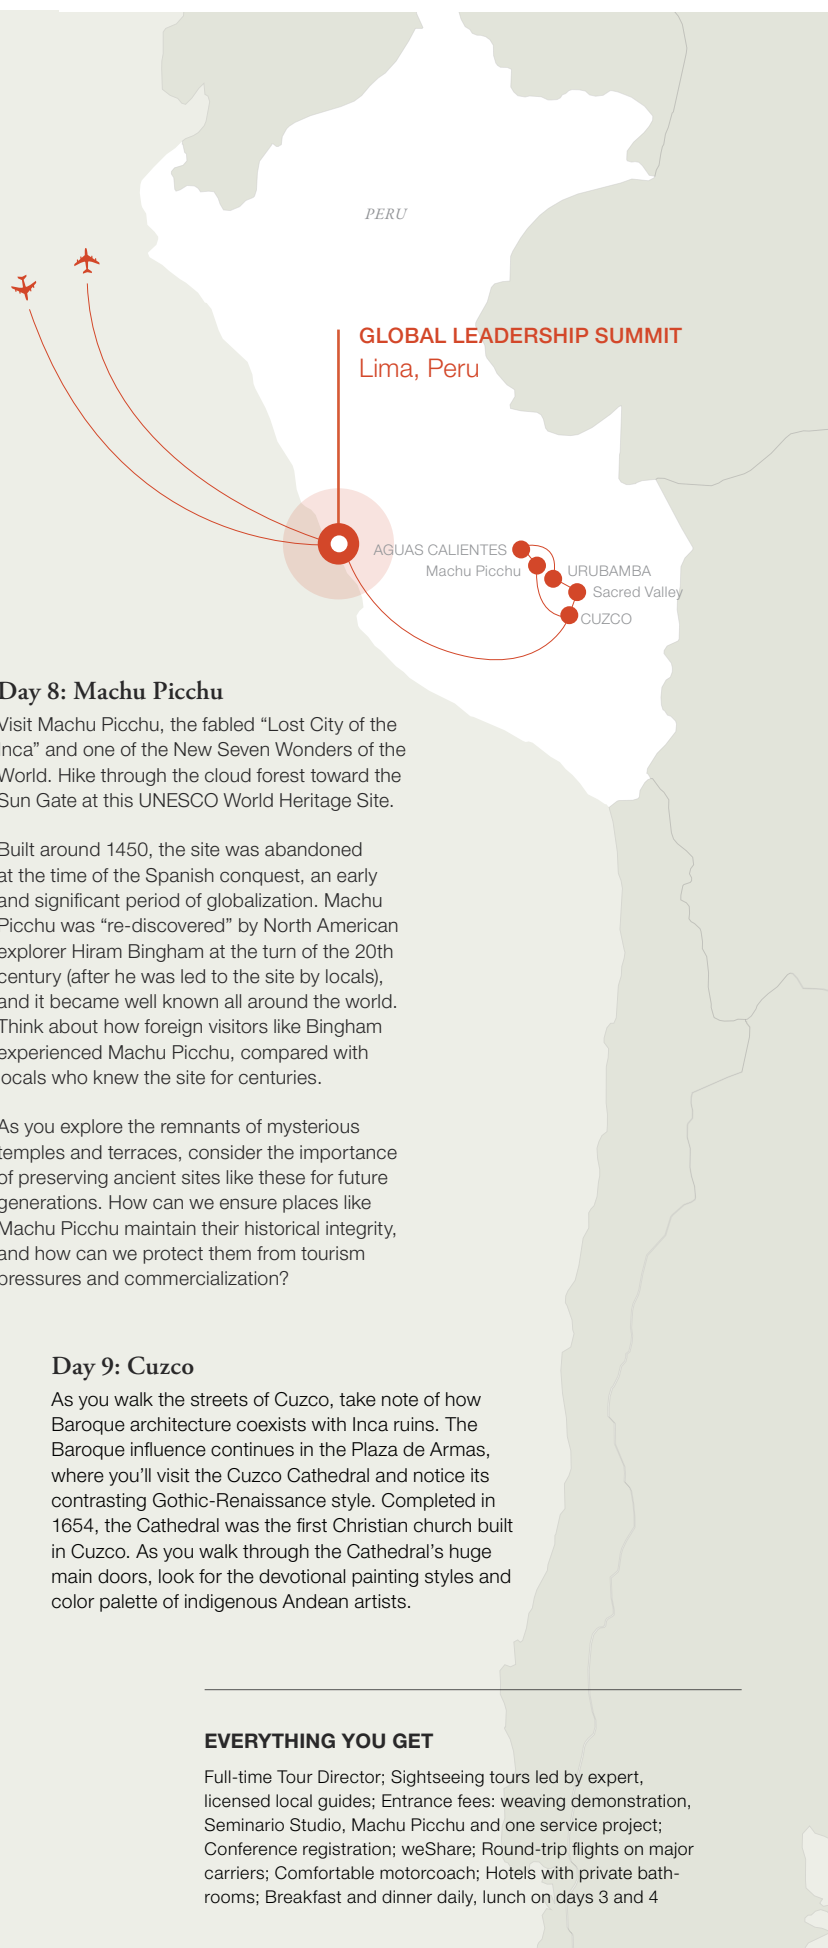 PERU
GLOBAL LEADERSHIP SUMMIT
Lima, Peru
AGUAS CALIENTES
Machu Picchu
URUBAMBA
Sacred Valley
CUZCO
Day 8: Machu Picchu
Visit Machu Picchu, the fabled “Lost City of the
Inca” and one of the New Seven Wonders of the
World. Hike through the cloud forest toward the
Sun Gate at this UNESCO World Heritage Site.
Built around 1450, the site was abandoned
at the time of the Spanish conquest, an early
and significant period of globalization. Machu
Picchu was “re-discovered” by North American
explorer Hiram Bingham at the turn of the 20th
century (after he was led to the site by locals),
and it became well known all around the world.
Think about how foreign visitors like Bingham
experienced Machu Picchu, compared with
locals who knew the site for centuries.
As you explore the remnants of mysterious
temples and terraces, consider the importance
of preserving ancient sites like these for future
generations. How can we ensure places like
Machu Picchu maintain their historical integrity,
and how can we protect them from tourism
pressures and commercialization?
Day 9: Cuzco
As you walk the streets of Cuzco, take note of how
Baroque architecture coexists with Inca ruins. The
Baroque influence continues in the Plaza de Armas,
where you’ll visit the Cuzco Cathedral and notice its
contrasting Gothic-Renaissance style. Completed in
1654, the Cathedral was the first Christian church built
in Cuzco. As you walk through the Cathedral’s huge
main doors, look for the devotional painting styles and
color palette of indigenous Andean artists.
EVERYTHING YOU GET
Full-time Tour Director; Sightseeing tours led by expert,
licensed local guides; Entrance fees: weaving demonstration,
Seminario Studio, Machu Picchu and one service project;
Conference registration; weShare; Round-trip flights on major
carriers; Comfortable motorcoach; Hotels with private bath-
rooms; Breakfast and dinner daily, lunch on days 3 and 4